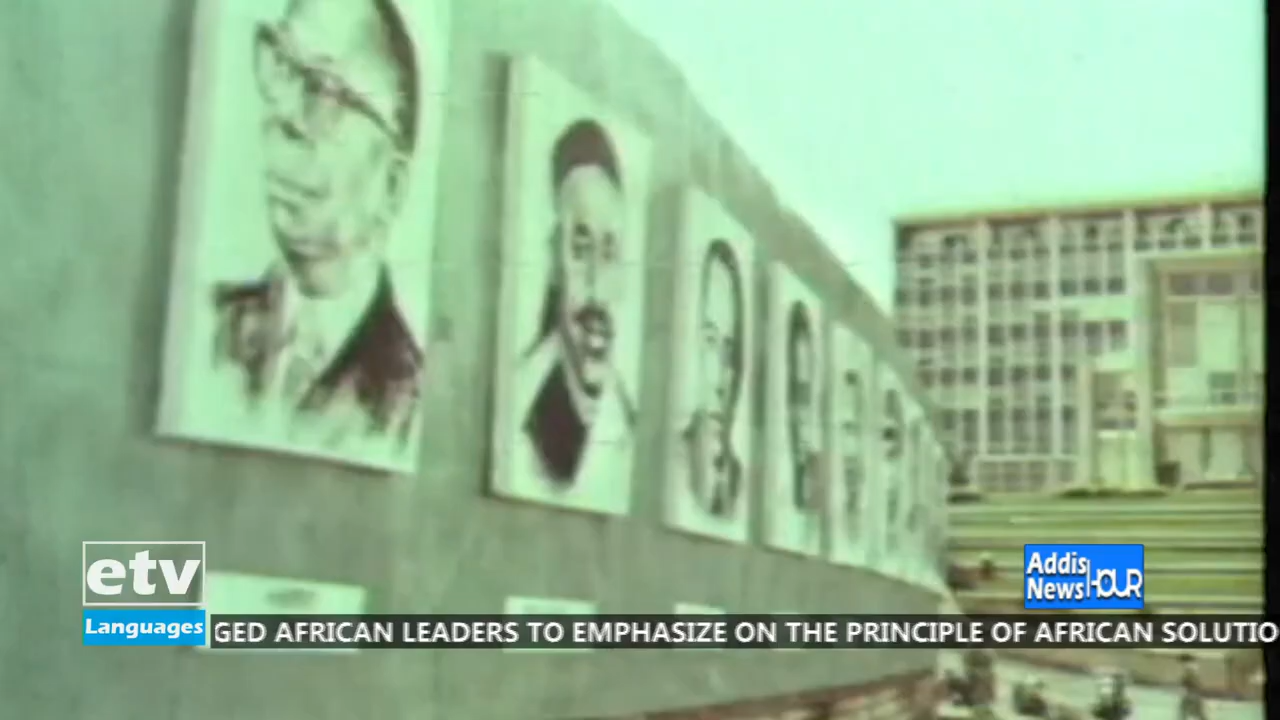 etv
Languages
Addis
News HOUR
GED AFRICAN LEADERS TO EMPHASIZE ON THE PRINCIPLE OF AFRICAN SOLUTIO